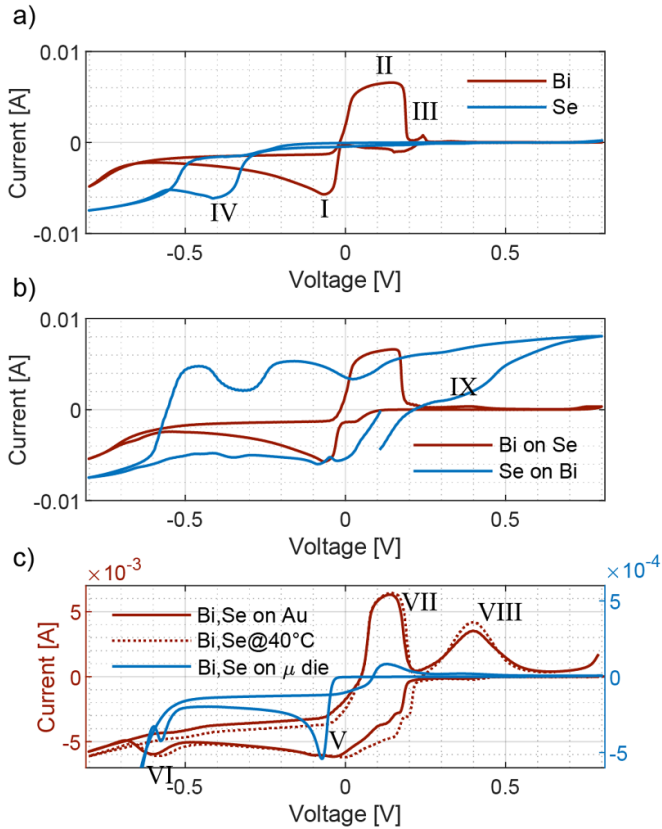 a)
0.01
0
-0.01
Current [A]
II
III
I
IV
Bi
Se
-0.5
0
0.5
Voltage [V]
b)
0.01
0
-0.01
Current [A]
IX
Bi on Se
Se on Bi
-0.5
0
0.5
Voltage [V]
c)
×10⁻³
×10⁻⁴
5
0
-5
Current [A]
Bi,Se on Au
Bi,Se@40°C
Bi,Se on μ die
VII
VIII
V
VI
5
0
-5
-0.5
0
0.5
Voltage [V]